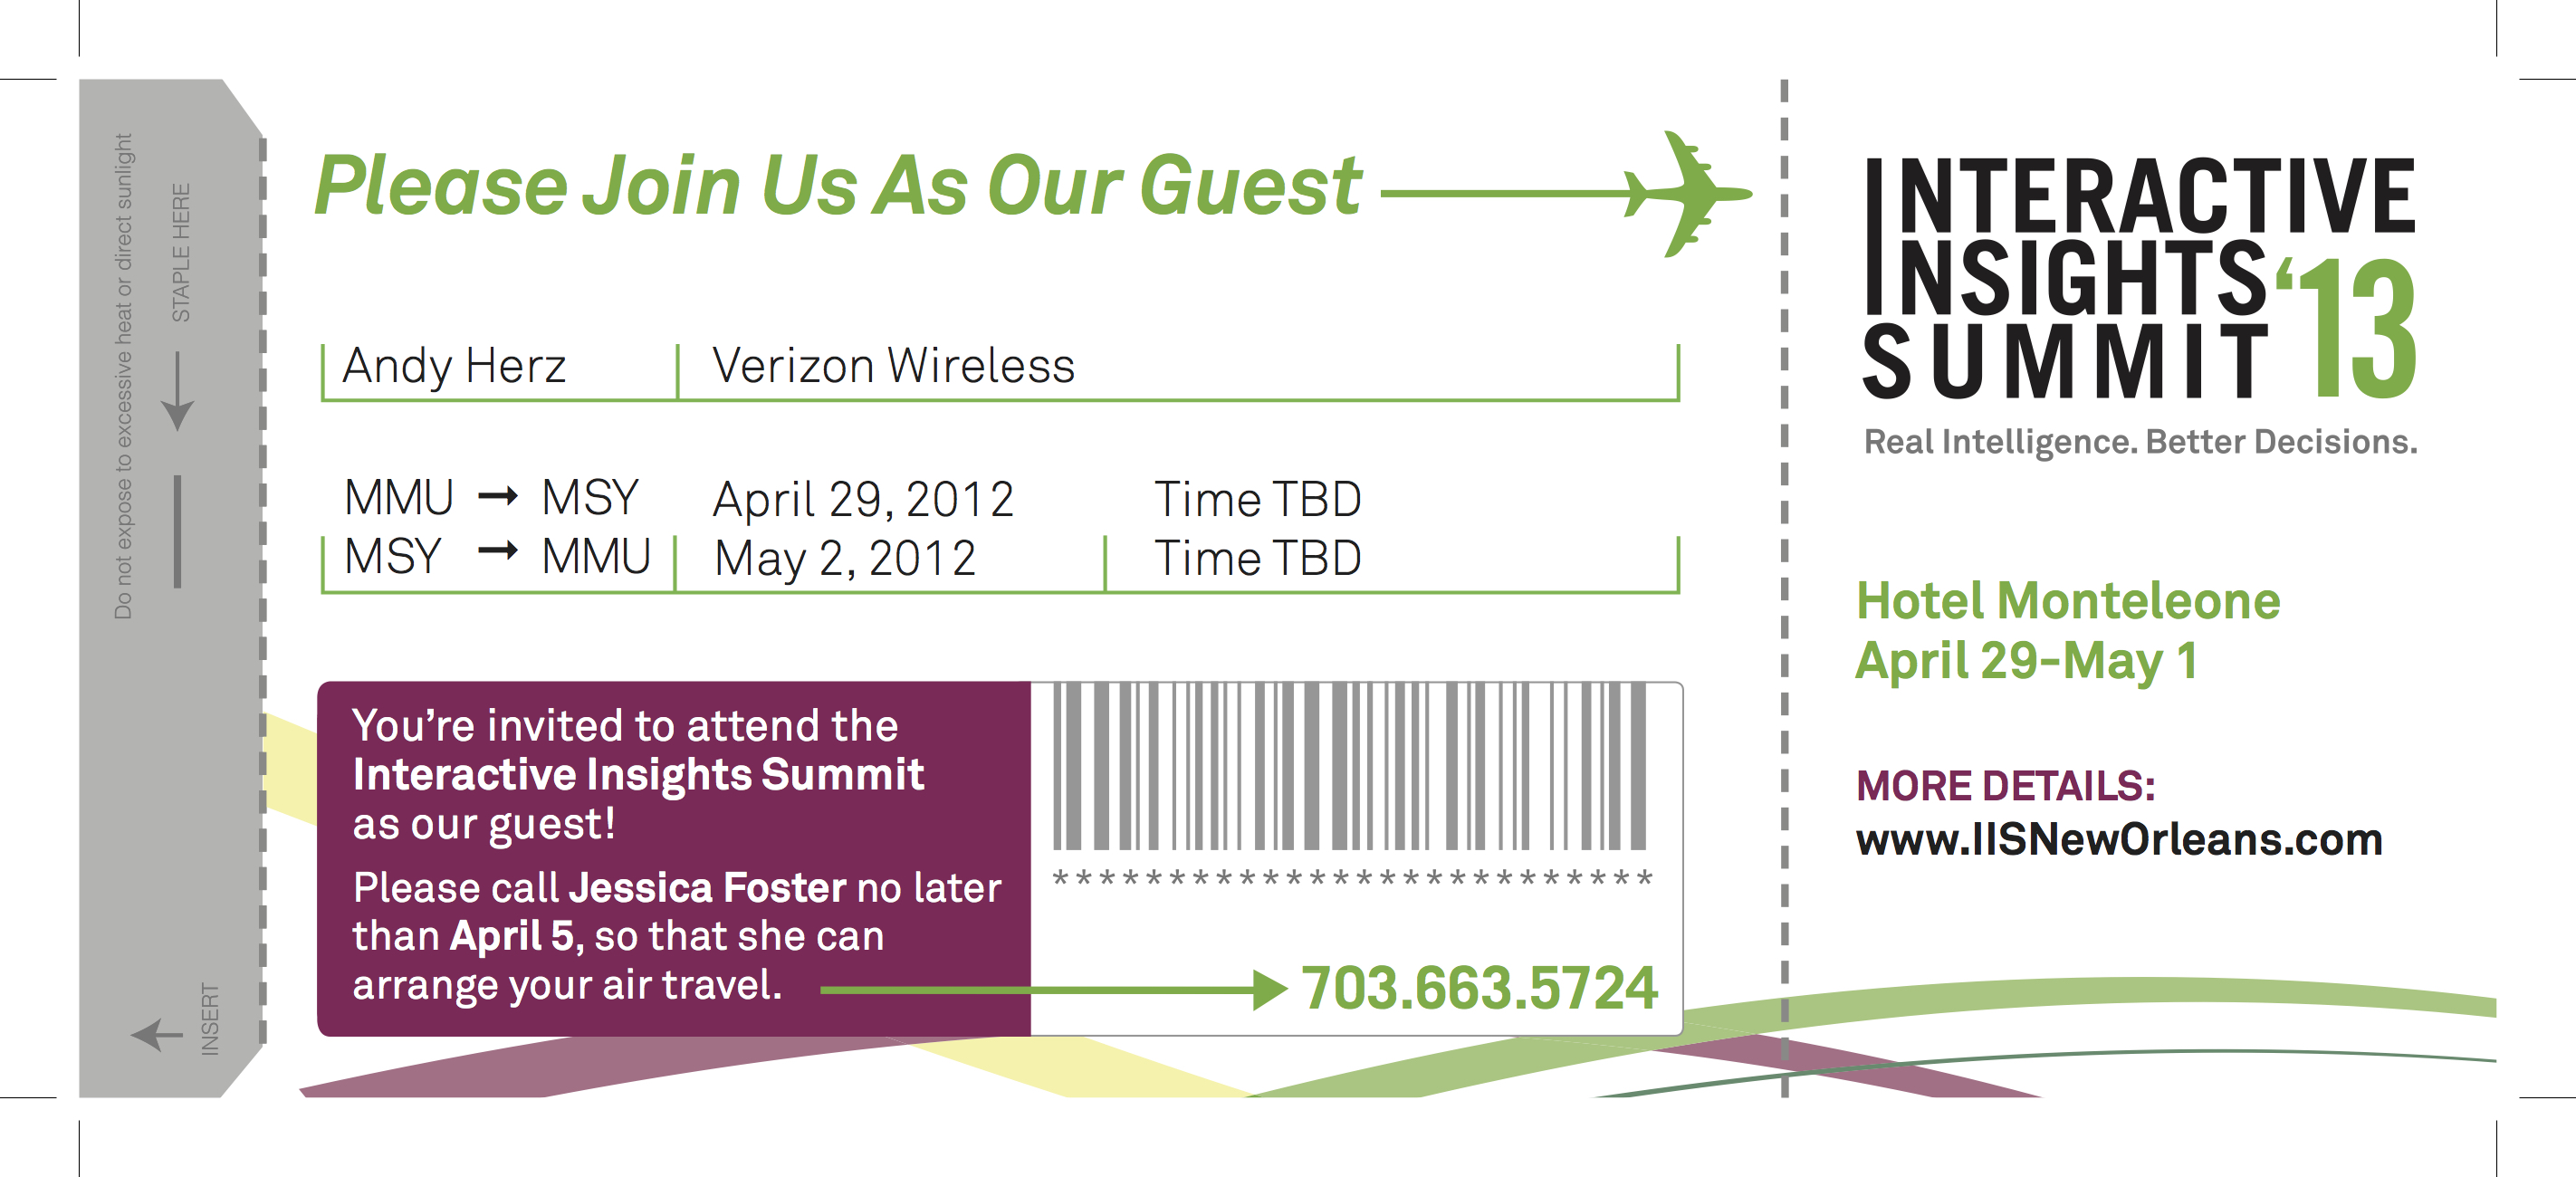 Do not expose to excessive heat or direct sunlight
STAPLE HERE
INSERT
Please Join Us As Our Guest
Andy Herz Verizon Wireless
MMU → MSY April 29, 2012 Time TBD
MSY → MMU May 2, 2012 Time TBD
You're invited to attend the
Interactive Insights Summit
as our guest!
Please call Jessica Foster no later
than April 5, so that she can
arrange your air travel.
**************************
703.663.5724
INTERACTIVE
INSIGHTS
SUMMIT ‘13
Real Intelligence. Better Decisions.
Hotel Monteleone
April 29-May 1
MORE DETAILS:
www.IISNewOrleans.com